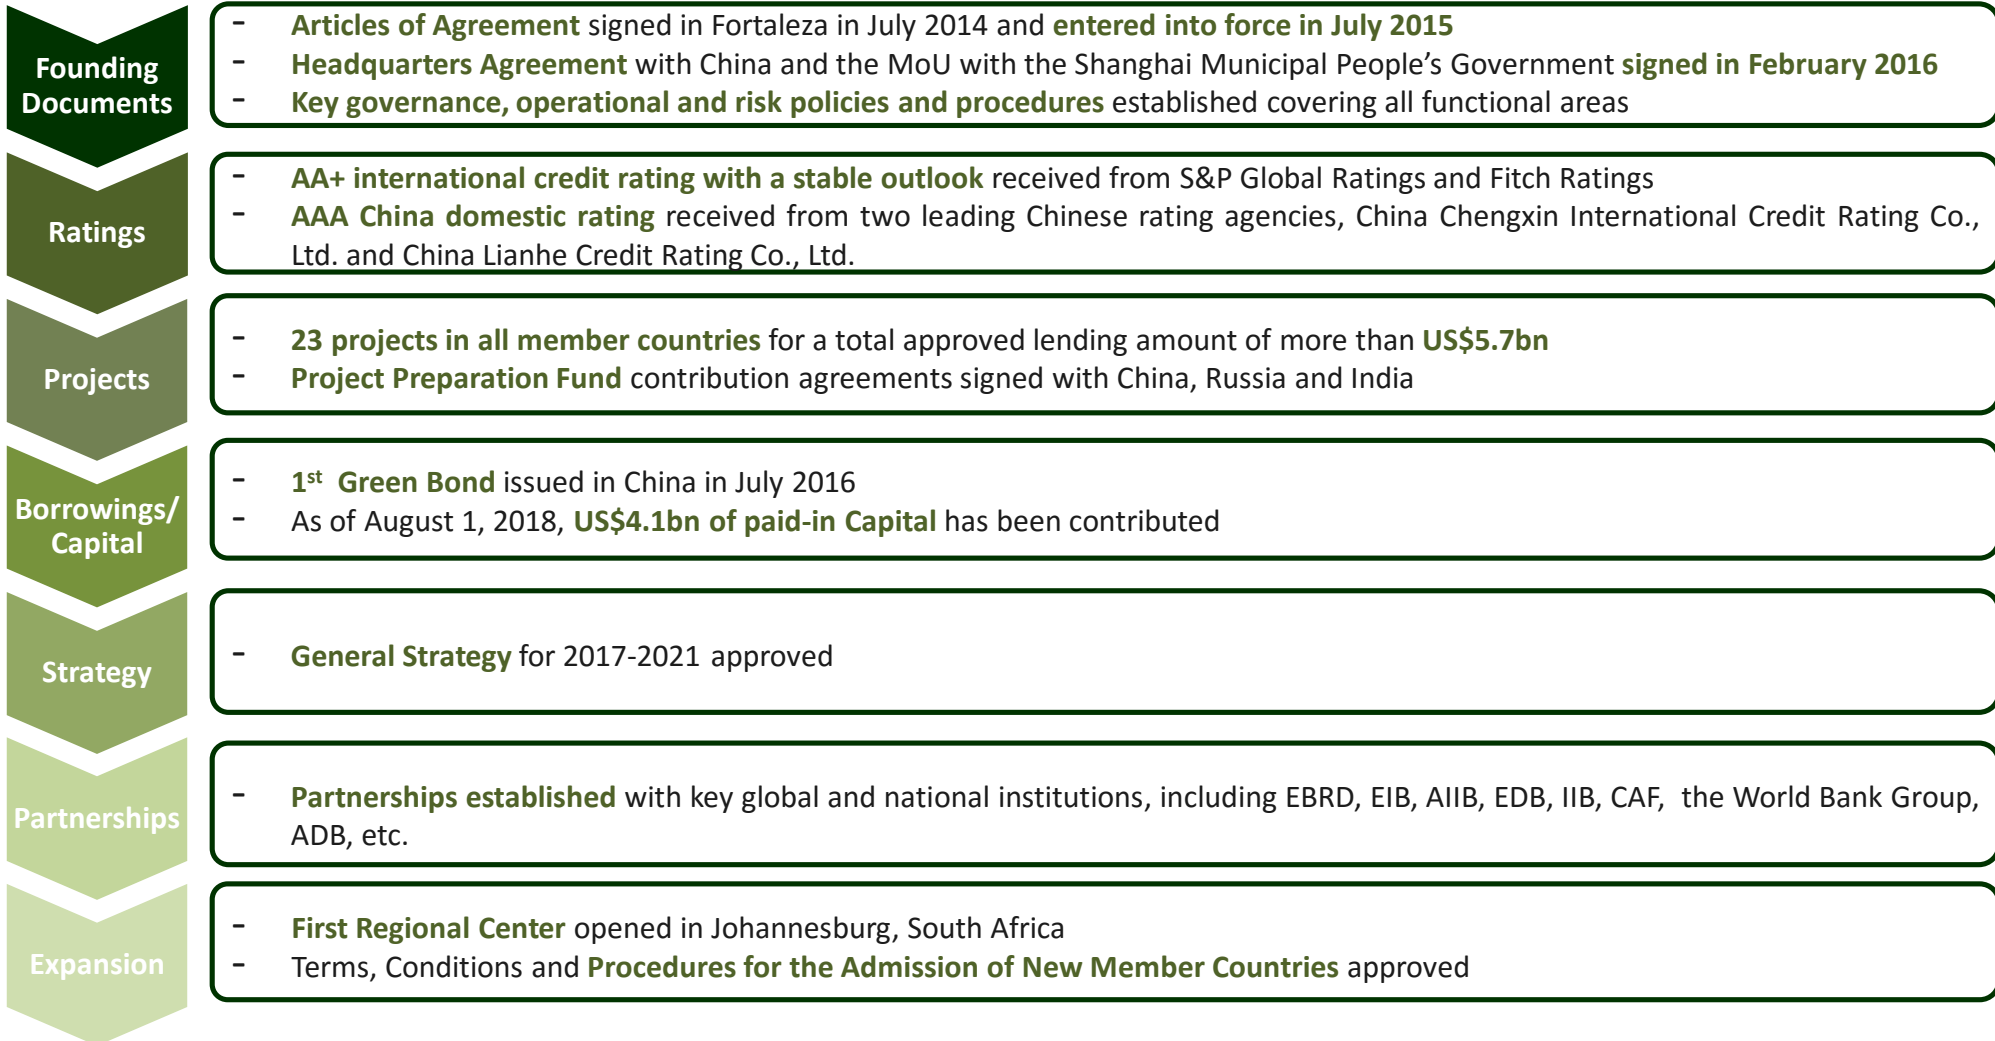 Founding
Documents
- Articles of Agreement signed in Fortaleza in July 2014 and entered into force in July 2015
- Headquarters Agreement with China and the MoU with the Shanghai Municipal People’s Government signed in February 2016
- Key governance, operational and risk policies and procedures established covering all functional areas
Ratings
- AA+ international credit rating with a stable outlook received from S&P Global Ratings and Fitch Ratings
- AAA China domestic rating received from two leading Chinese rating agencies, China Chengxin International Credit Rating Co.,
Ltd. and China Lianhe Credit Rating Co., Ltd.
Projects
- 23 projects in all member countries for a total approved lending amount of more than US$5.7bn
- Project Preparation Fund contribution agreements signed with China, Russia and India
Borrowings/
Capital
- 1st Green Bond issued in China in July 2016
- As of August 1, 2018, US$4.1bn of paid-in Capital has been contributed
Strategy
- General Strategy for 2017-2021 approved
Partnerships
- Partnerships established with key global and national institutions, including EBRD, EIB, AIIB, EDB, IIB, CAF, the World Bank Group,
ADB, etc.
Expansion
- First Regional Center opened in Johannesburg, South Africa
- Terms, Conditions and Procedures for the Admission of New Member Countries approved